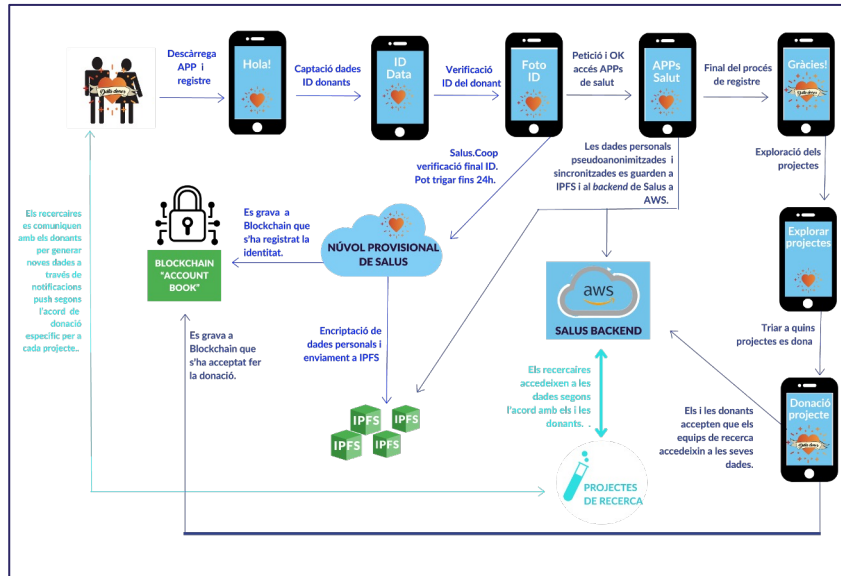 Descàrrega
APP i
registre
Hola!
Captació dades
ID donants
ID
Data
Verificació
ID del donant
Foto
ID
Petició i OK
accés APPs
de salut
APPs
Salut
Final del procés
de registre
Gràcies!
Salus.Coop
verificació final ID.
Pot trigar fins 24h.
Les dades personals
pseudoanonimitzades i
sincronitzades es guarden a
IPFS i al backend de Salus a
AWS.
Exploració dels
projectes
Els recercaires
es comuniquen
amb els donants
per generar
noves dades a
través de
notificacions
push segons
l'acord de
donació
específic per a
cada projecte..
BLOCKCHAIN
"ACCOUNT
BOOK"
Es grava a
Blockchain que
s'ha registrat la
identitat.
NÚVOL PROVISIONAL
DE SALUS
aws
SALUS BACKEND
Explorar
projectes
Es grava a
Blockchain que
s'ha acceptat fer
la donació.
Encriptació de
dades personals i
enviament a IPFS
Triar a quins
projectes es dona
Els recercaires
accedeixen a les
dades segons
l'acord amb els i les
donants. .
Els i les donants
accepten que els
equips de recerca
accedeixin a les seves
dades.
Donació
projecte
IPFS
IPFS
IPFS
IPFS
PROJECTES
DE RECERCA